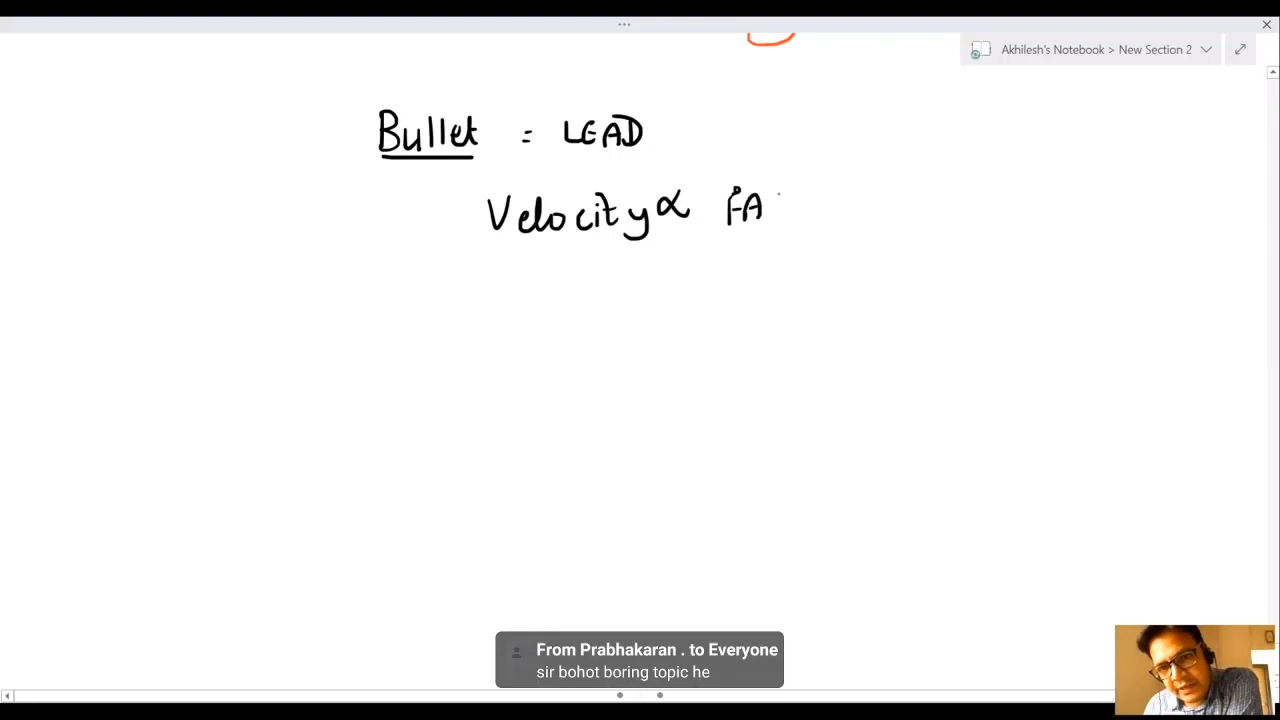 Akhilesh's Notebook > New Section 2
Bullet = LEAD
Velocity ∝ FA
From Prabhakaran . to Everyone
sir bohot boring topic he